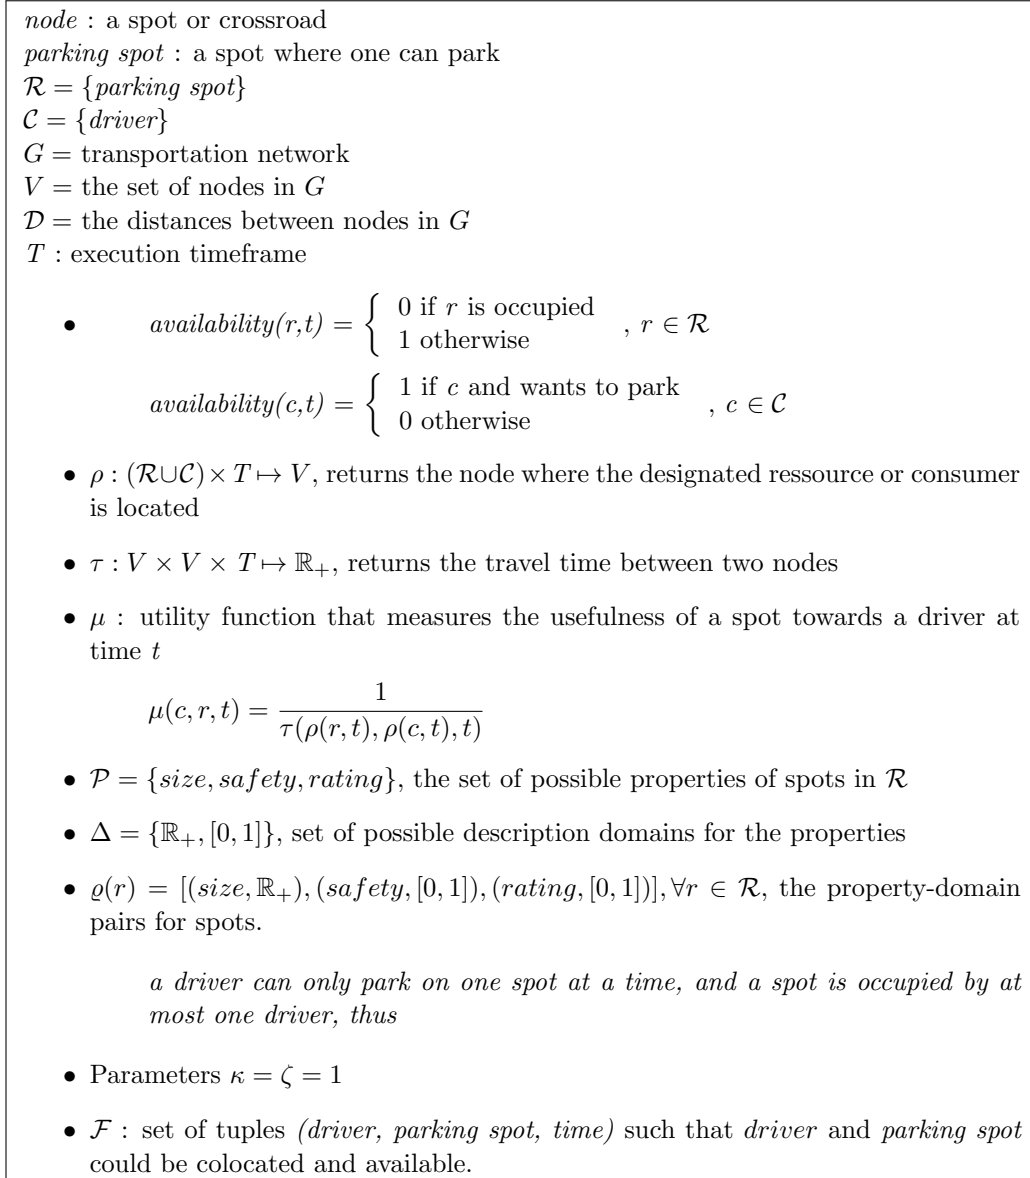 node : a spot or crossroad
parking spot : a spot where one can park
ℛ = {parking spot}
𝒞 = {driver}
G = transportation network
V = the set of nodes in G
𝒟 = the distances between nodes in G
T : execution timeframe
• availability(r,t) = { 0 if r is occupied
1 otherwise , r ∈ ℛ
availability(c,t) = { 1 if c and wants to park
0 otherwise , c ∈ 𝒞
• ρ : (ℛ∪𝒞) × T ↦ V, returns the node where the designated ressource or consumer
is located
• τ : V × V × T ↦ ℝ₊, returns the travel time between two nodes
• μ : utility function that measures the usefulness of a spot towards a driver at
time t
μ(c, r, t) = 1 / τ(ρ(r, t), ρ(c, t), t)
• 𝒫 = {size, safety, rating}, the set of possible properties of spots in ℛ
• Δ = {ℝ₊, [0, 1]}, set of possible description domains for the properties
• ϱ(r) = [(size, ℝ₊), (safety, [0, 1]), (rating, [0, 1])], ∀r ∈ ℛ, the property-domain
pairs for spots.
a driver can only park on one spot at a time, and a spot is occupied by at
most one driver, thus
• Parameters κ = ζ = 1
• ℱ : set of tuples (driver, parking spot, time) such that driver and parking spot
could be colocated and available.